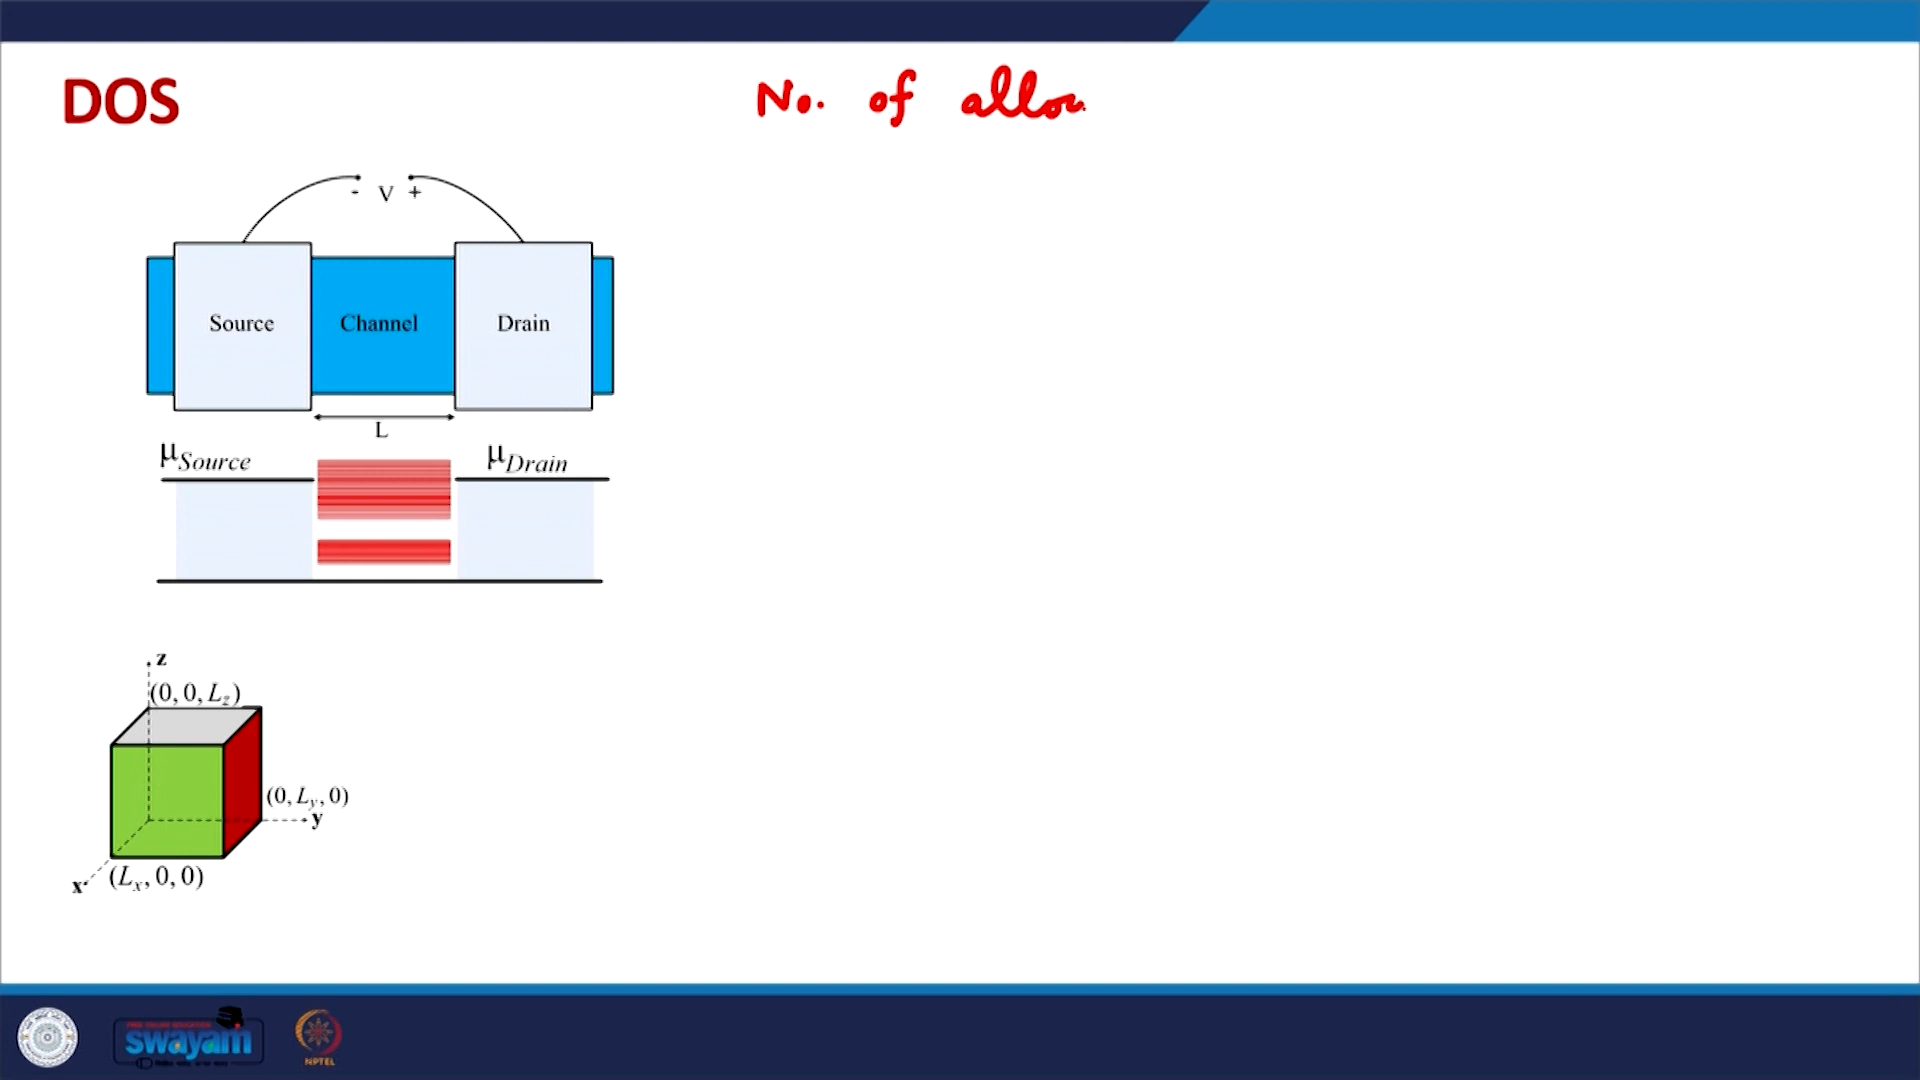 DOS
No. of allow
- V +
Source
Channel
Drain
L
μSource
μDrain
z
(0, 0, Lz)
(0, Ly, 0)
y
x
(Lx, 0, 0)
swayam
NPTEL